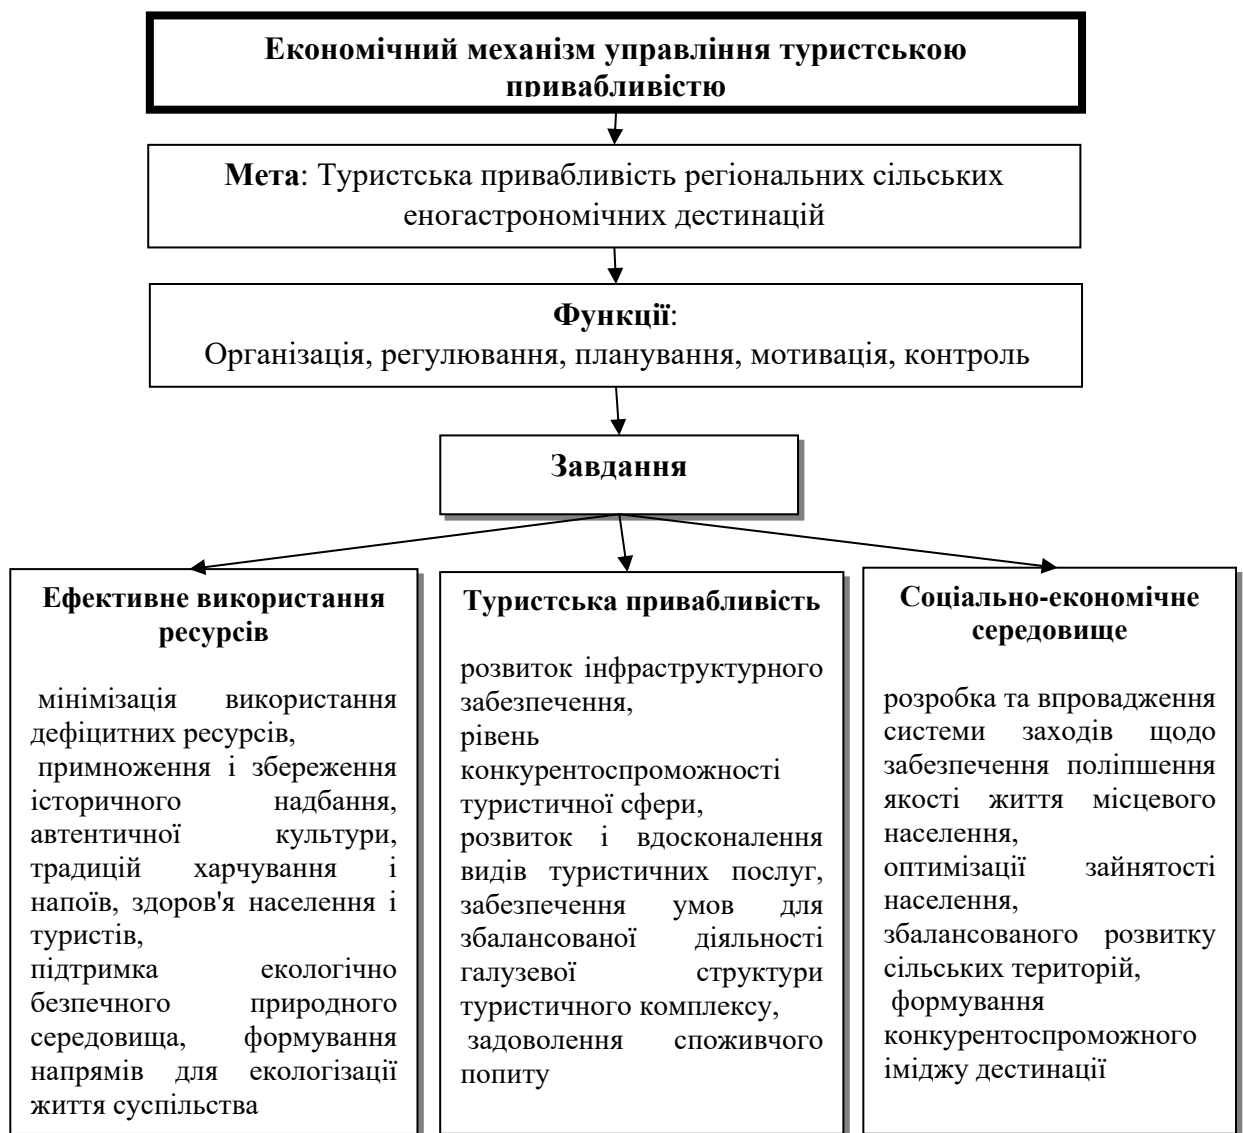 Економічний механізм управління туристською
привабливістю
Мета: Туристська привабливість регіональних сільських
еногастрономічних дестинацій
Функції:
Організація, регулювання, планування, мотивація, контроль
Завдання
Ефективне використання
ресурсів
мінімізація використання
дефіцитних ресурсів,
примноження і збереження
історичного надбання,
автентичної культури,
традицій харчування і
напоїв, здоров'я населення і
туристів,
підтримка екологічно
безпечного природного
середовища, формування
напрямів для екологізації
життя суспільства
Туристська привабливість
розвиток інфраструктурного
забезпечення,
рівень
конкурентоспроможності
туристичної сфери,
розвиток і вдосконалення
видів туристичних послуг,
забезпечення умов для
збалансованої діяльності
галузевої структури
туристичного комплексу,
задоволення споживчого
попиту
Соціально-економічне
середовище
розробка та впровадження
системи заходів щодо
забезпечення поліпшення
якості життя місцевого
населення,
оптимізації зайнятості
населення,
збалансованого розвитку
сільських територій,
формування
конкурентоспроможного
іміджу дестинації